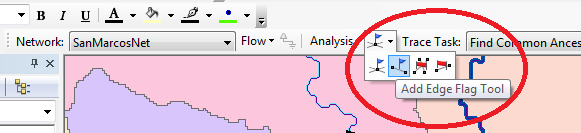 B I U A
Network: SanMarcosNet Flow Analysis Trace Task: Find Common Ances
Add Edge Flag Tool